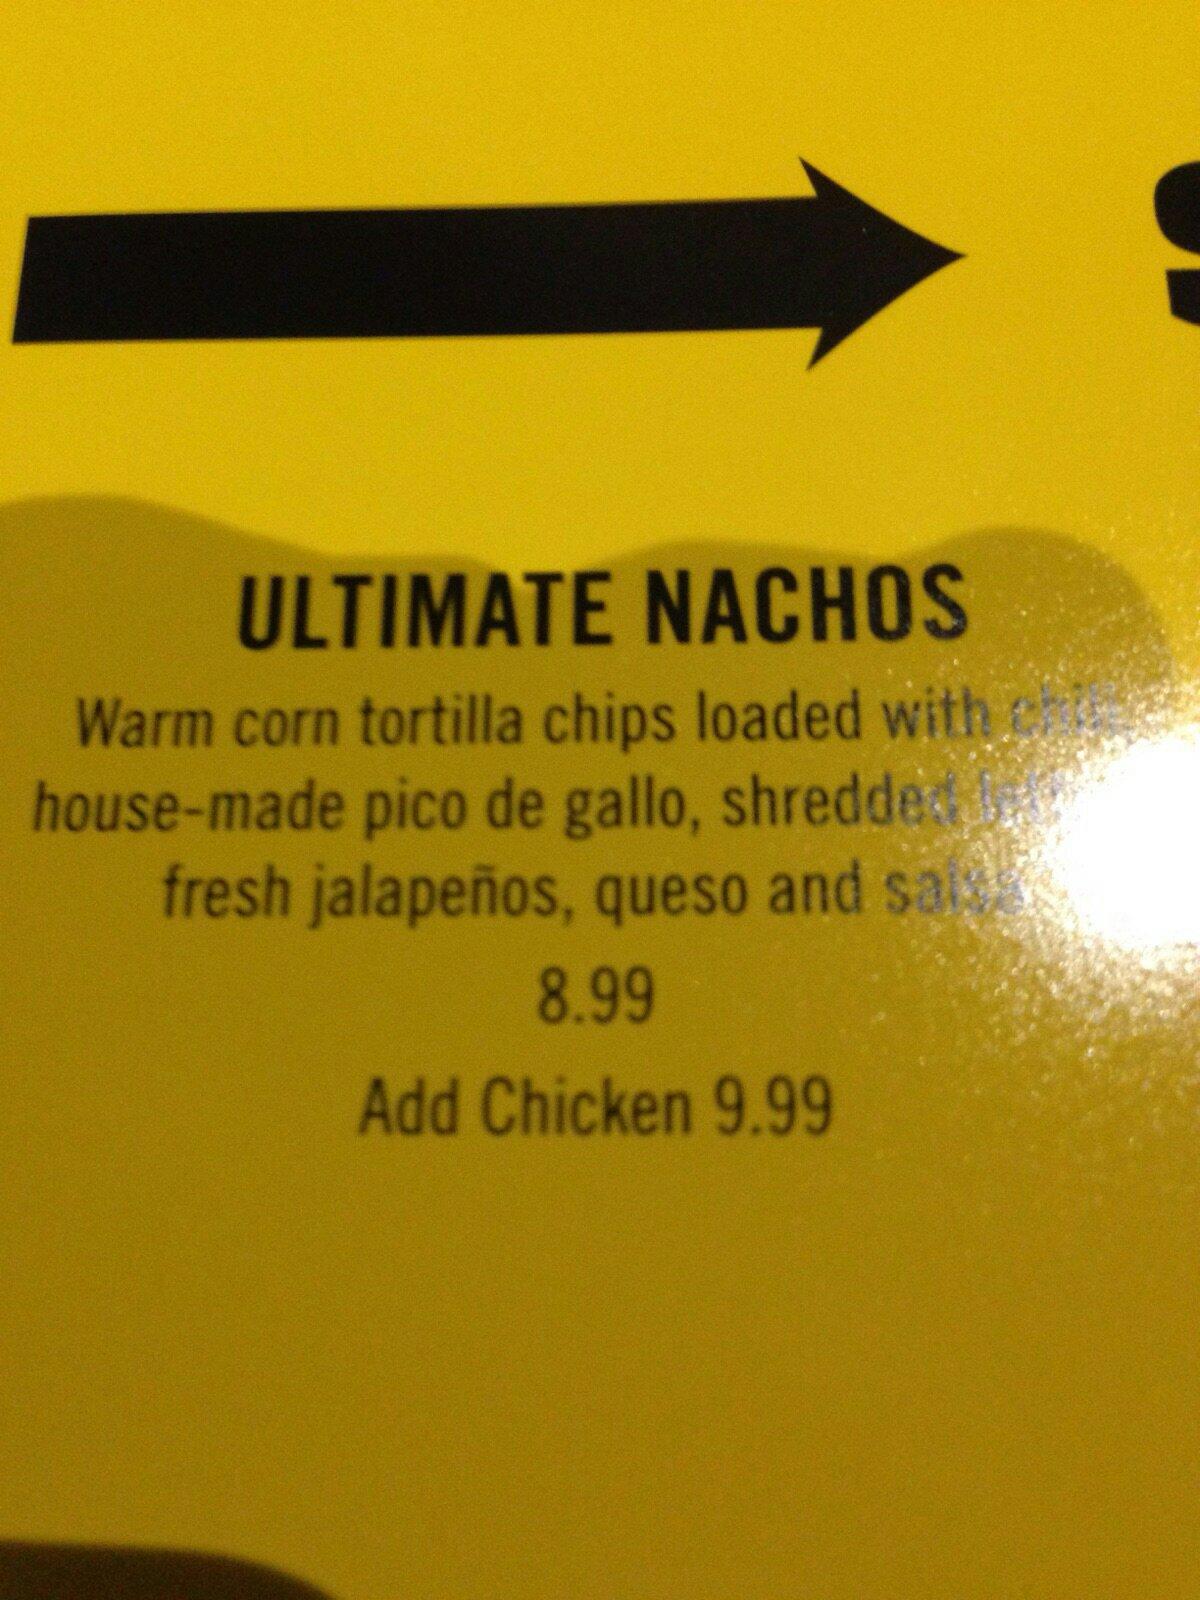 ULTIMATE NACHOS
Warm corn tortilla chips loaded with chili,
house-made pico de gallo, shredded
fresh jalapeños, queso and salsa
8.99
Add Chicken 9.99